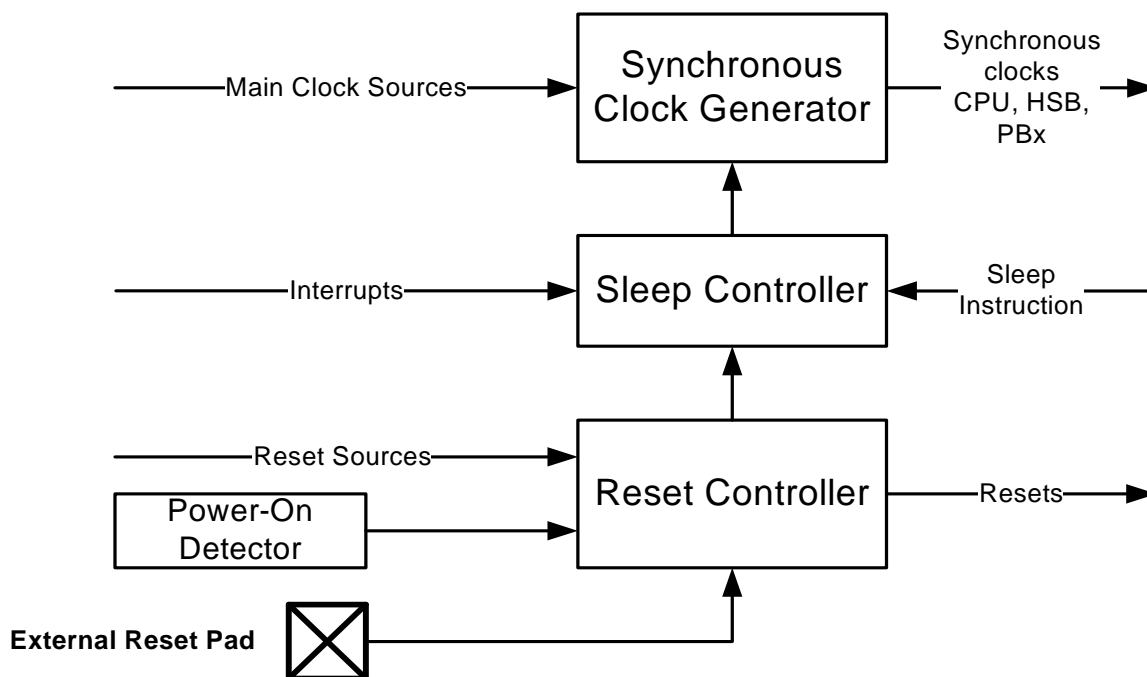 Synchronous
Clock Generator
Main Clock Sources
Synchronous
clocks
CPU, HSB,
PBx
Interrupts
Sleep Controller
Sleep
Instruction
Reset Sources
Reset Controller
Resets
Power-On
Detector
External Reset Pad